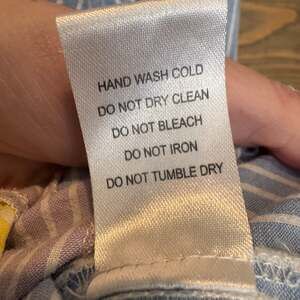 HAND WASH COLD
DO NOT DRY CLEAN
DO NOT BLEACH
DO NOT IRON
DO NOT TUMBLE DRY